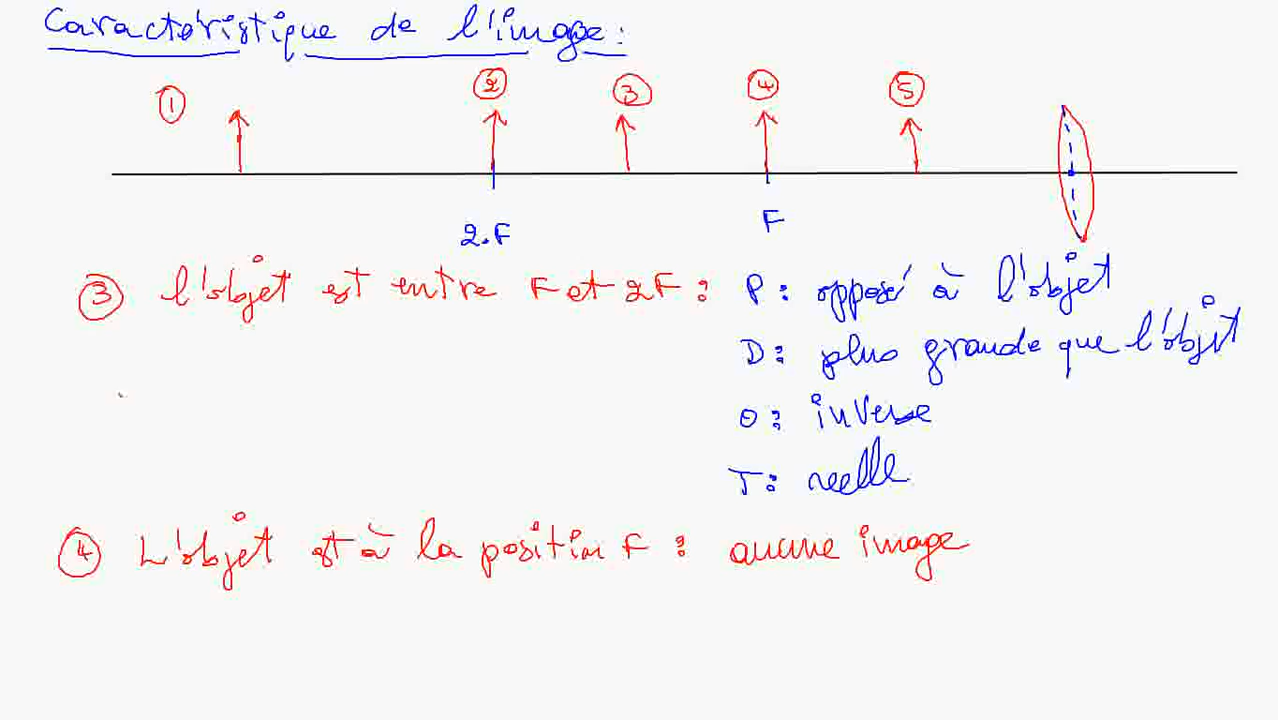 Caractéristique de l'image :
1 2 3 4 5
2.F F
3 l'objet est entre F et 2F : P : opposé à l'objet
D : plus grande que l'objet
O : inverse
T : reelle
4 L'objet est à la position F : aucune image